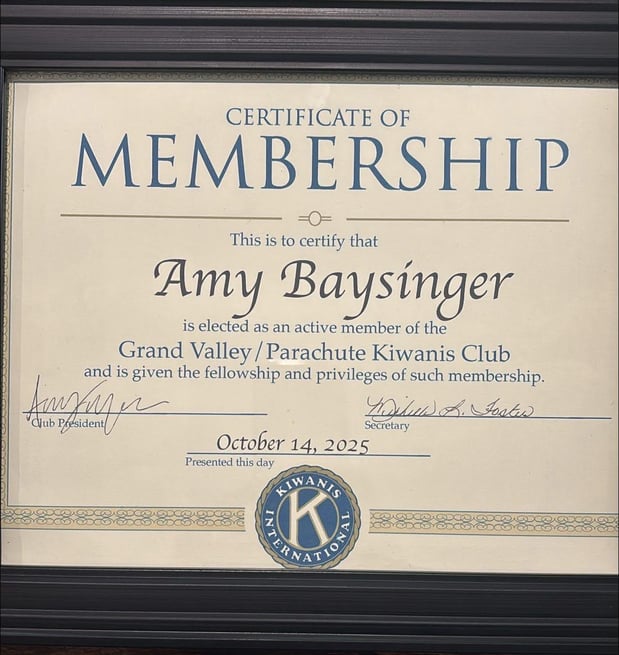 CERTIFICATE OF
MEMBERSHIP
This is to certify that
Amy Baysinger
is elected as an active member of the
Grand Valley/Parachute Kiwanis Club
and is given the fellowship and privileges of such membership.
Club President
L. Foster
Secretary
October 14, 2025
Presented this day
KIWANIS
K
INTERNATIONAL